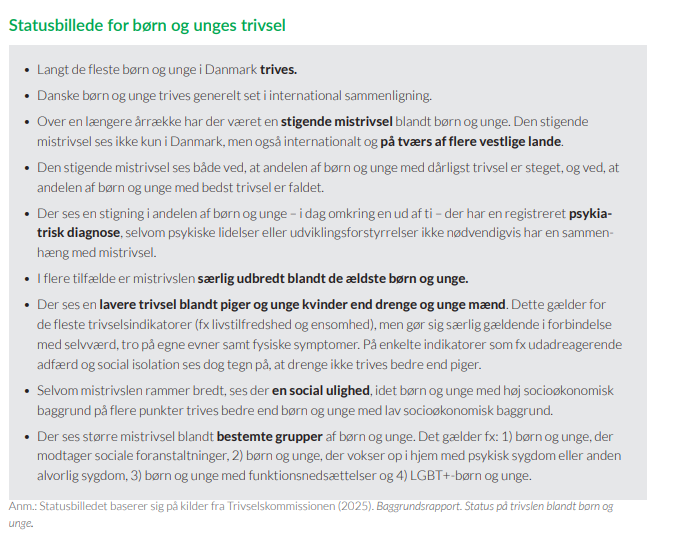 Statusbillede for børn og unges trivsel
• Langt de fleste børn og unge i Danmark trives.
• Danske børn og unge trives generelt set i international sammenligning.
• Over en længere årrække har der været en stigende mistrivsel blandt børn og unge. Den stigende
mistrivsel ses ikke kun i Danmark, men også internationalt og på tværs af flere vestlige lande.
• Den stigende mistrivsel ses både ved, at andelen af børn og unge med dårligst trivsel er steget, og ved, at
andelen af børn og unge med bedst trivsel er faldet.
• Der ses en stigning i andelen af børn og unge – i dag omkring en ud af ti – der har en registreret psykia-
trisk diagnose, selvom psykiske lidelser eller udviklingsforstyrrelser ikke nødvendigvis har en sammen-
hæng med mistrivsel.
• I flere tilfælde er mistrivslen særlig udbredt blandt de ældste børn og unge.
• Der ses en lavere trivsel blandt piger og unge kvinder end drenge og unge mænd. Dette gælder for
de fleste trivselsindikatorer (fx livstilfredshed og ensomhed), men gør sig særlig gældende i forbindelse
med selvværd, tro på egne evner samt fysiske symptomer. På enkelte indikatorer som fx udadreagerende
adfærd og social isolation ses dog tegn på, at drenge ikke trives bedre end piger.
• Selvom mistrivslen rammer bredt, ses der en social ulighed, idet børn og unge med høj socioøkonomisk
baggrund på flere punkter trives bedre end børn og unge med lav socioøkonomisk baggrund.
• Der ses større mistrivsel blandt bestemte grupper af børn og unge. Det gælder fx: 1) børn og unge, der
modtager sociale foranstaltninger, 2) børn og unge, der vokser op i hjem med psykisk sygdom eller anden
alvorlig sygdom, 3) børn og unge med funktionsnedsættelser og 4) LGBT+-børn og unge.
Anm.: Statusbilledet baserer sig på kilder fra Trivselskommissionen (2025). Baggrundsrapport. Status på trivslen blandt børn og
unge.